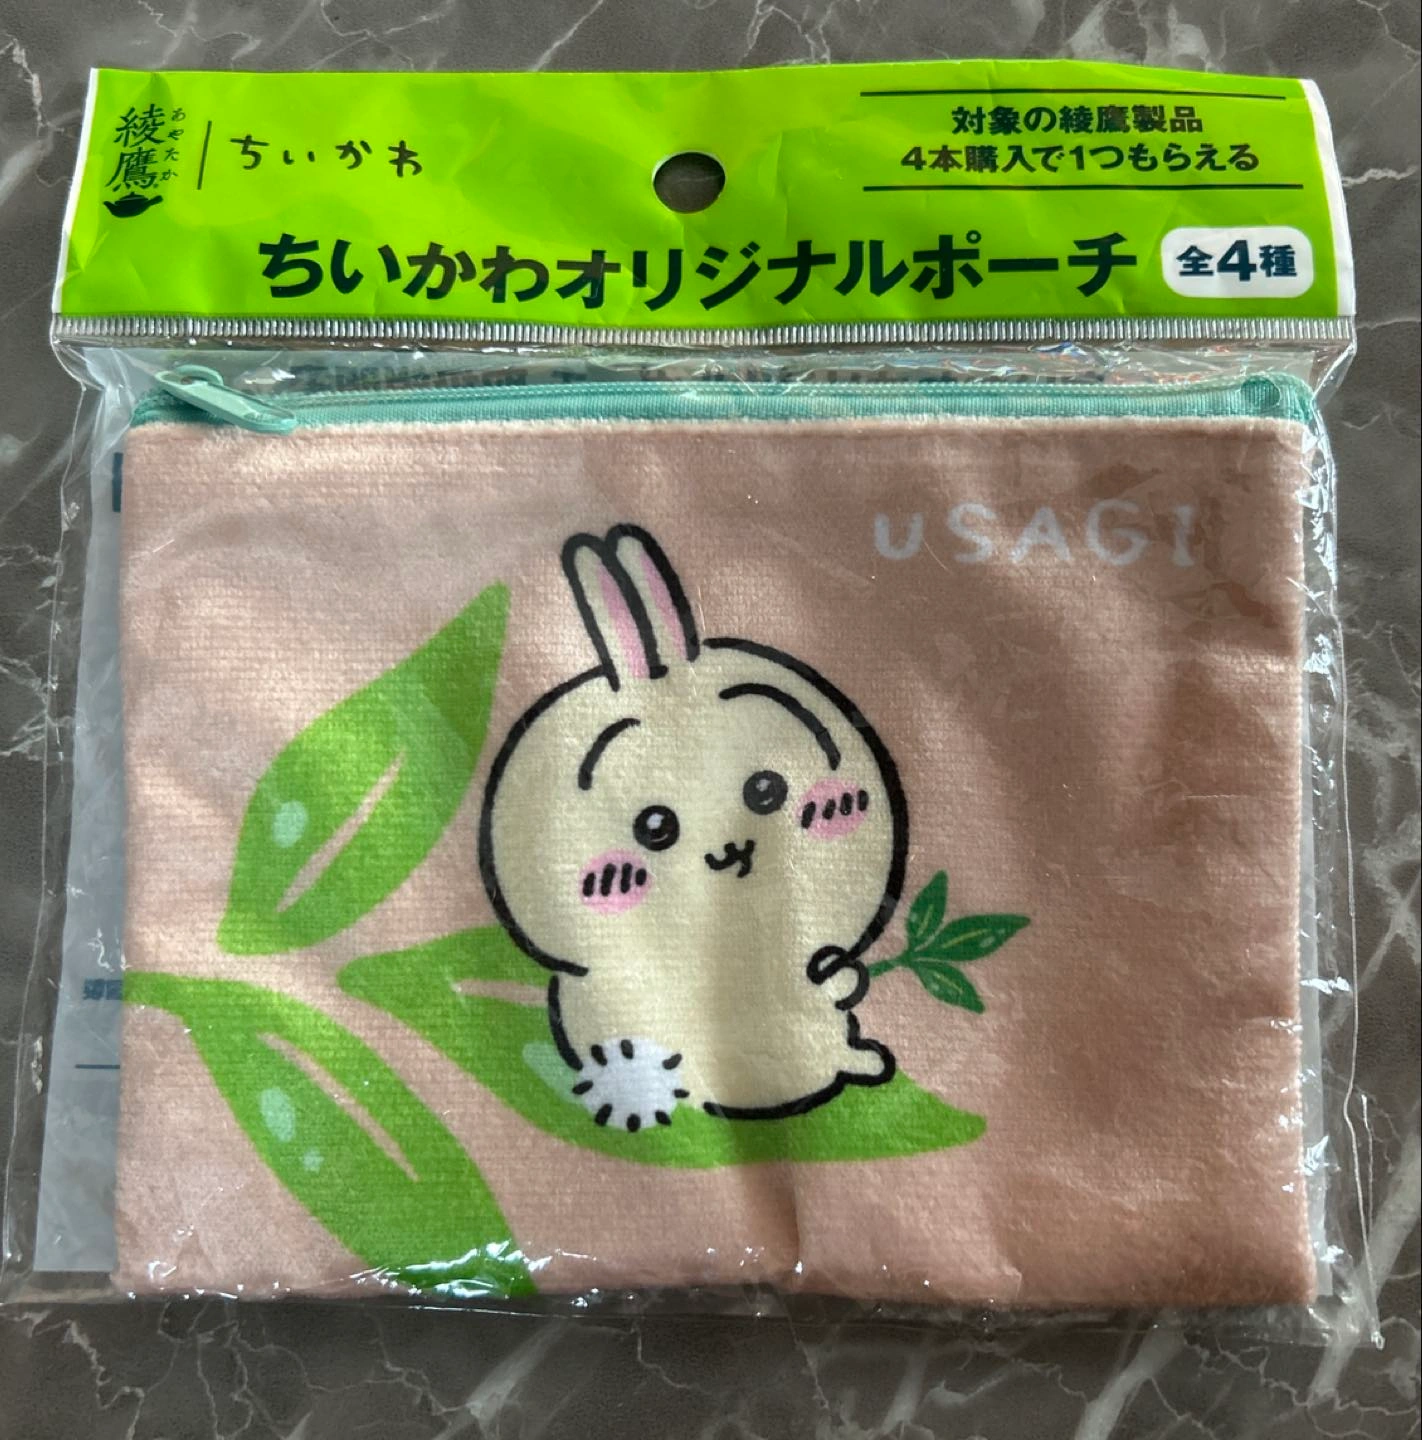 綾鷹
あやたか
ちいかわ
対象の綾鷹製品
4本購入で1つもらえる
ちいかわオリジナルポーチ
全4種
USAGI